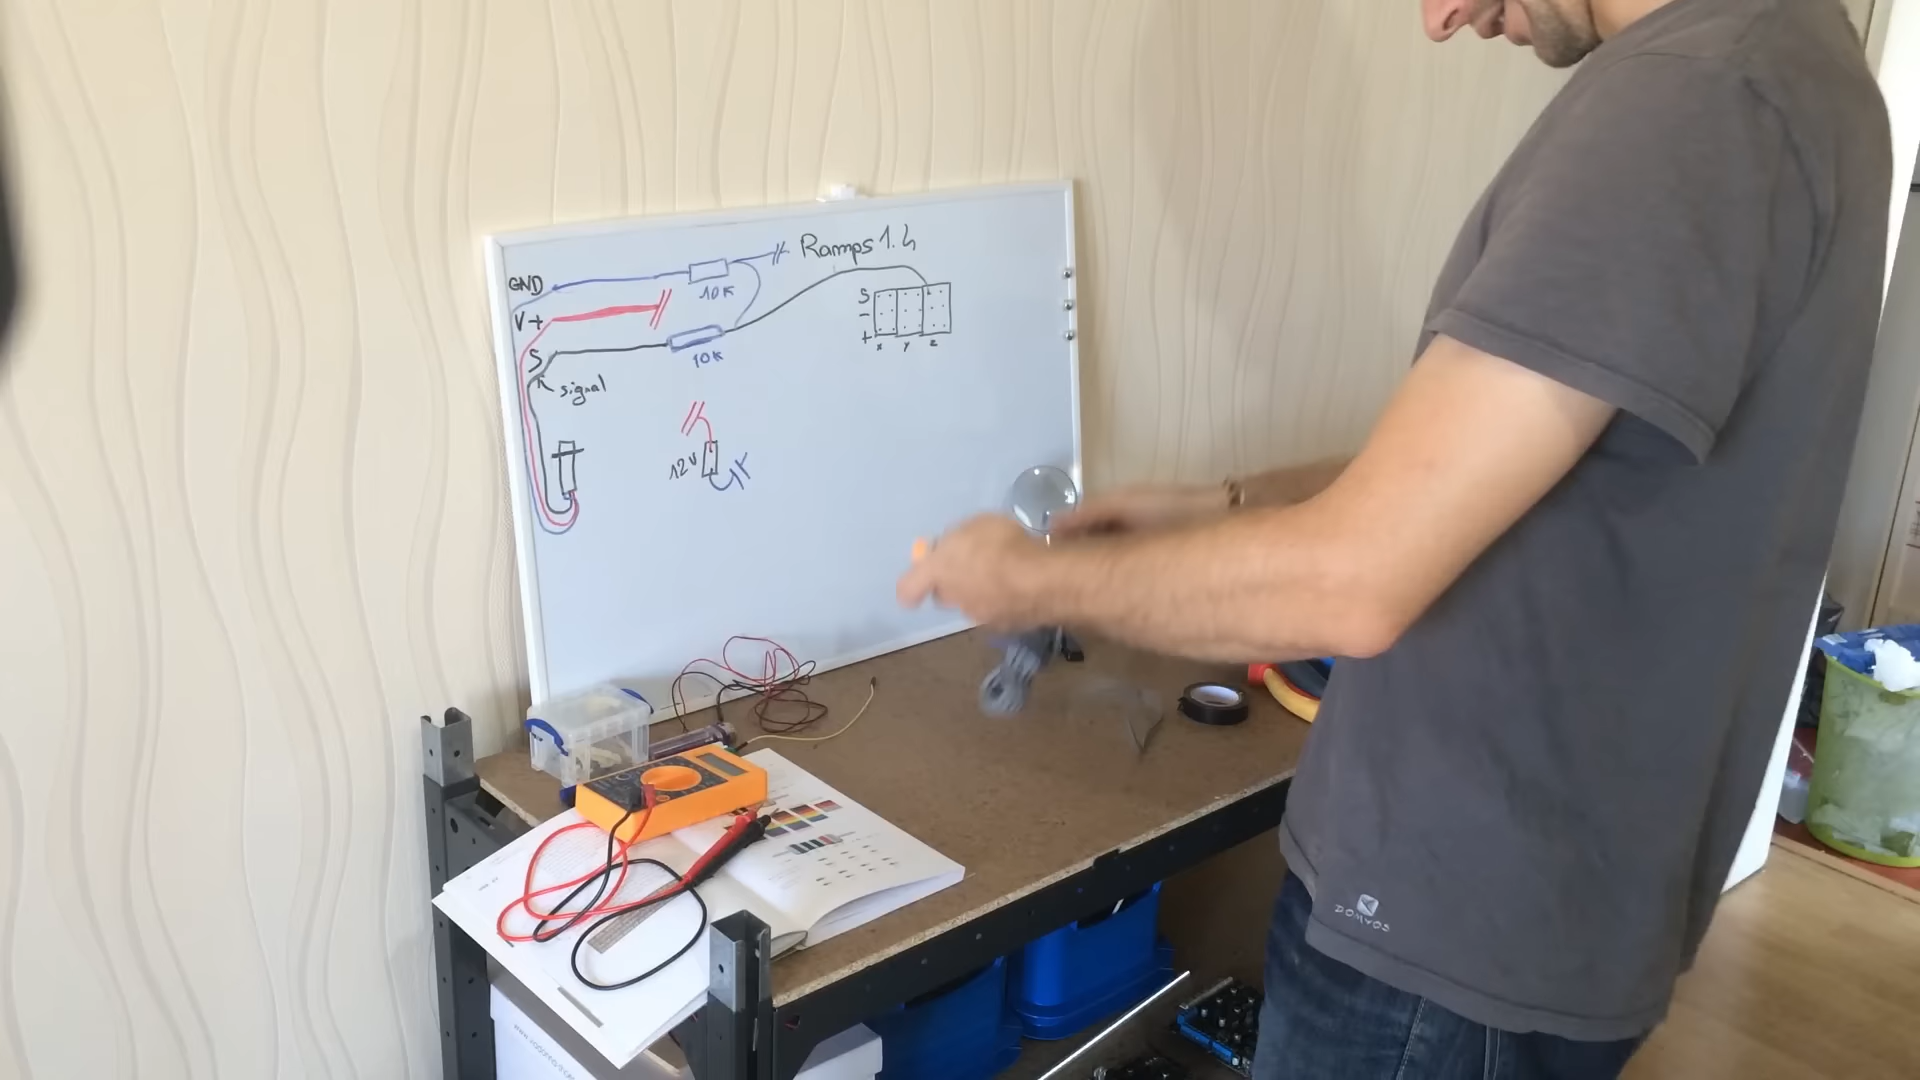 Ramps 1.4
GND
10K
V+
S
10K
signal
S
-
+
x y z
12V
DOMYOS